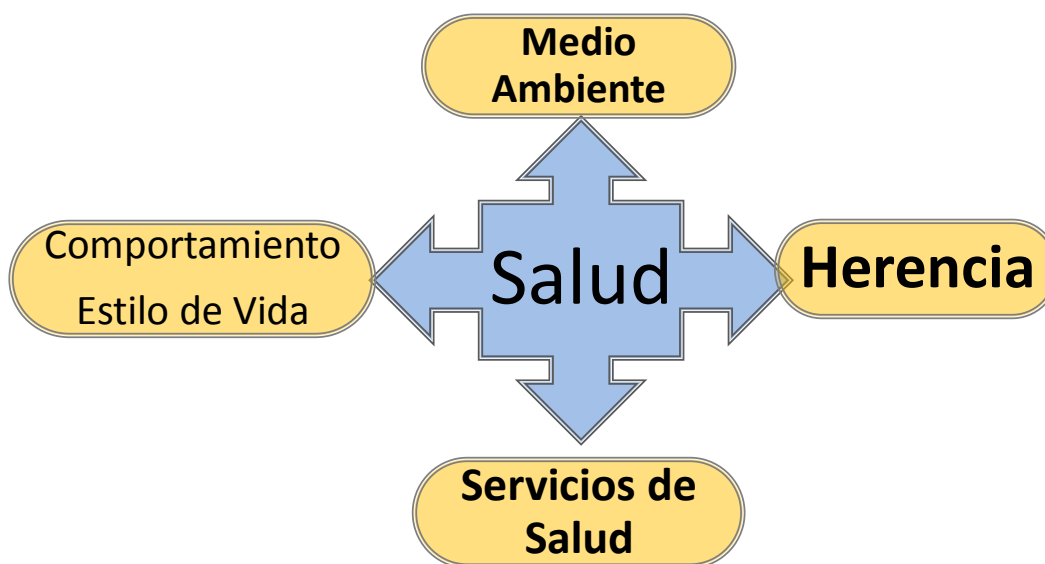 Medio
Ambiente
Comportamiento
Estilo de Vida
Salud
Herencia
Servicios de
Salud